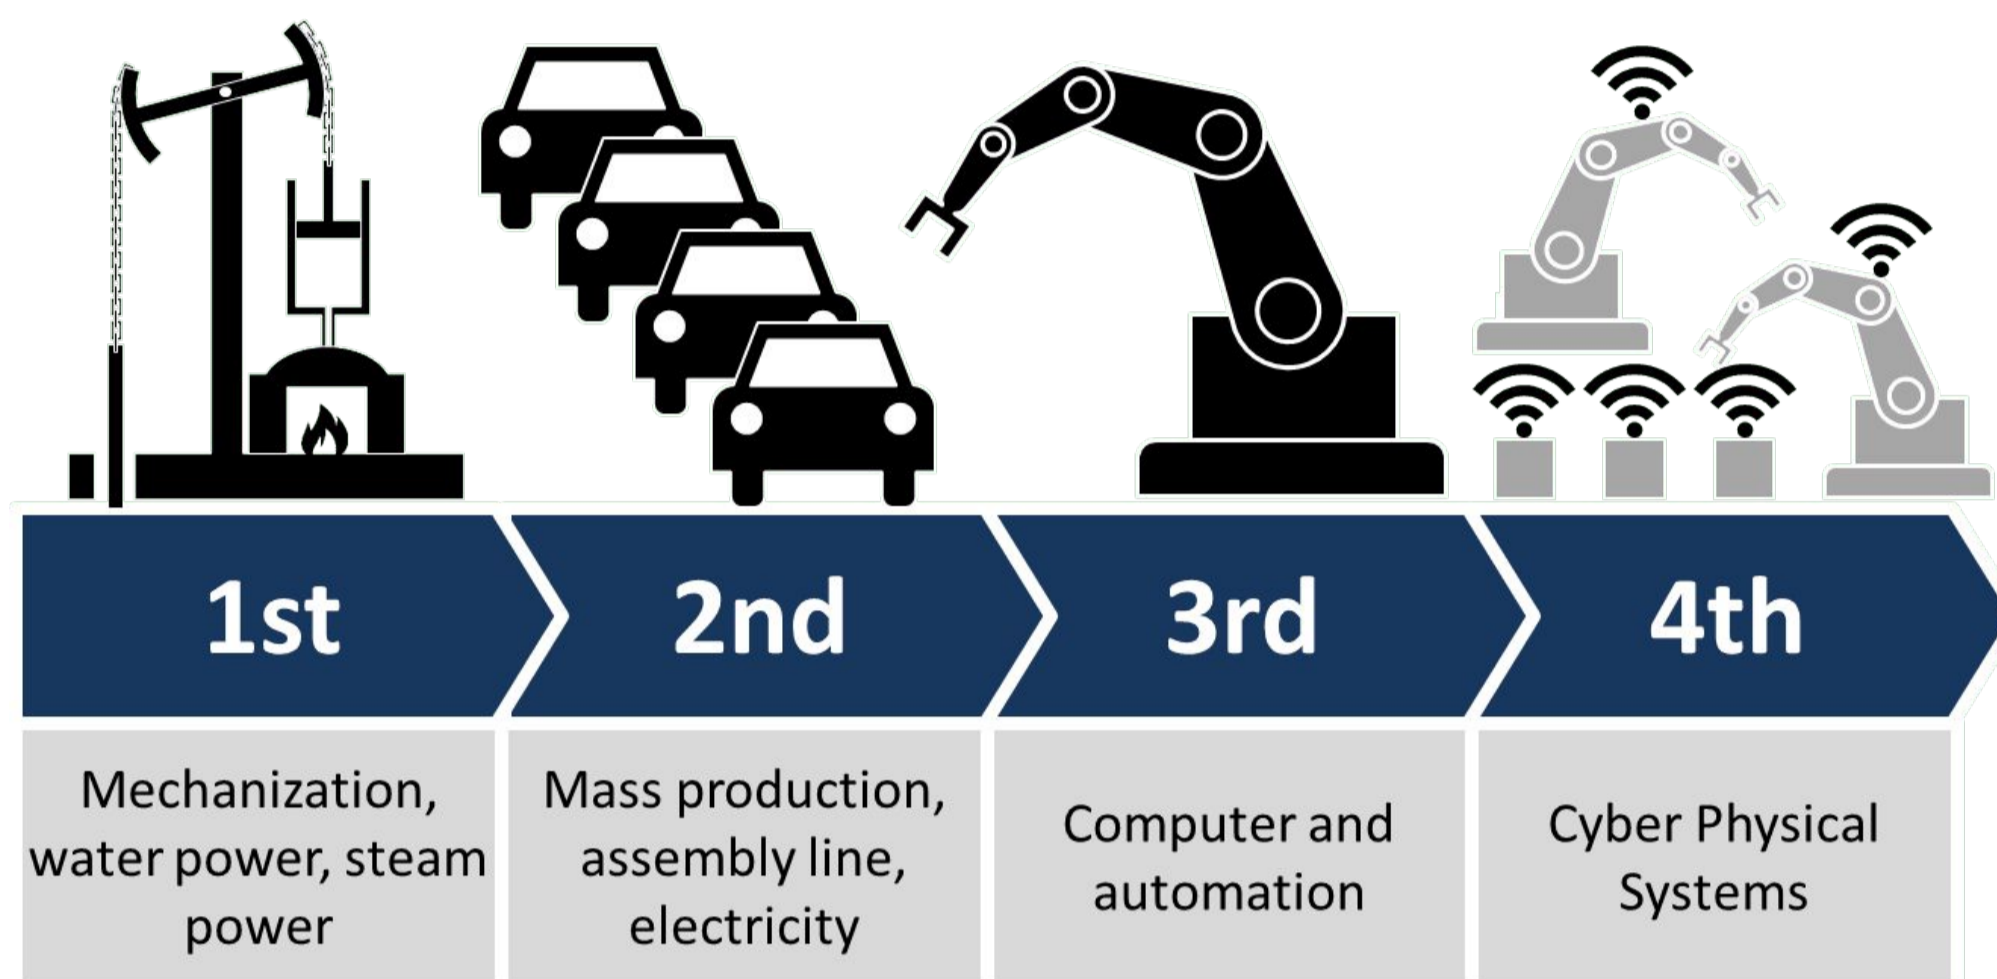 1st
2nd
3rd
4th
Mechanization,
water power, steam
power
Mass production,
assembly line,
electricity
Computer and
automation
Cyber Physical
Systems